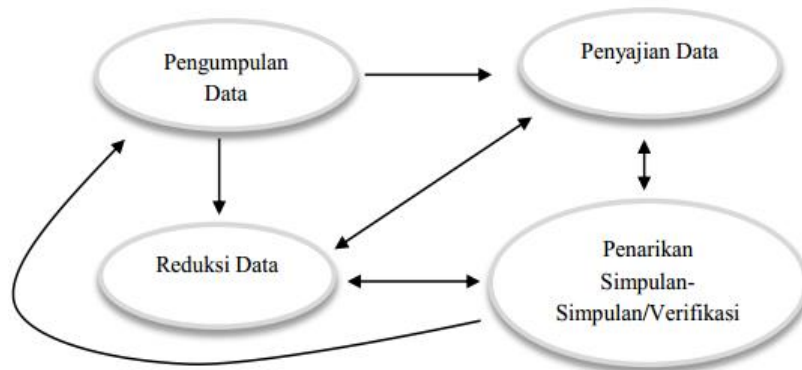 Pengumpulan
Data
Penyajian Data
Reduksi Data
Penarikan
Simpulan-
Simpulan/Verifikasi